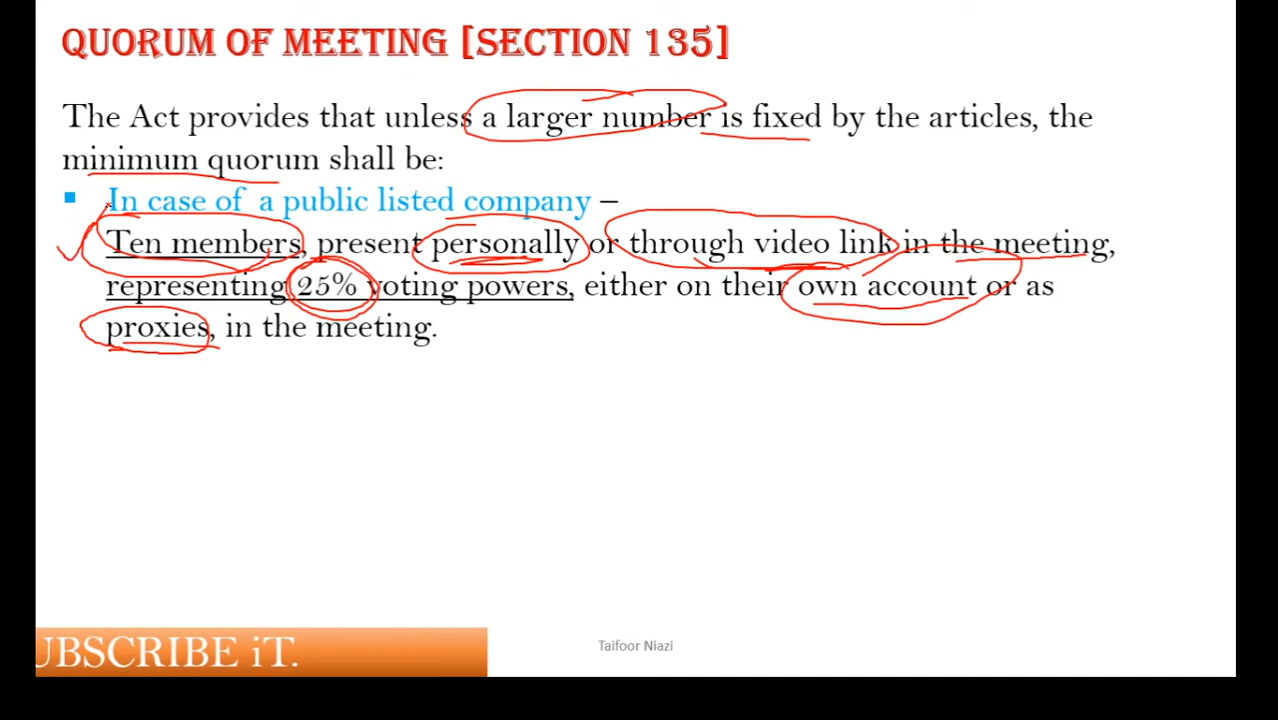 QUORUM OF MEETING [SECTION 135]
The Act provides that unless a larger number is fixed by the articles, the
minimum quorum shall be:
▪ In case of a public listed company –
Ten members, present personally or through video link in the meeting,
representing 25% voting powers, either on their own account or as
proxies, in the meeting.
UBSCRIBE iT.
Taifoor Niazi